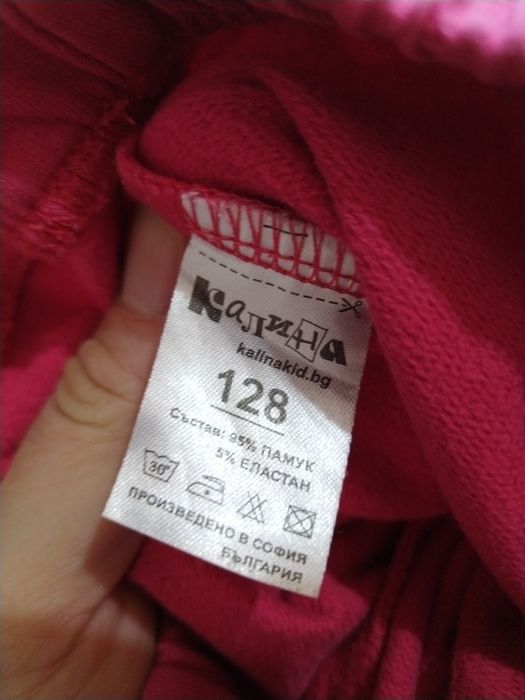 Калина
kalinakid.bg
128
Състав: 95% ПАМУК
5% ЕЛАСТАН
30°
ПРОИЗВЕДЕНО В СОФИЯ
БЪЛГАРИЯ